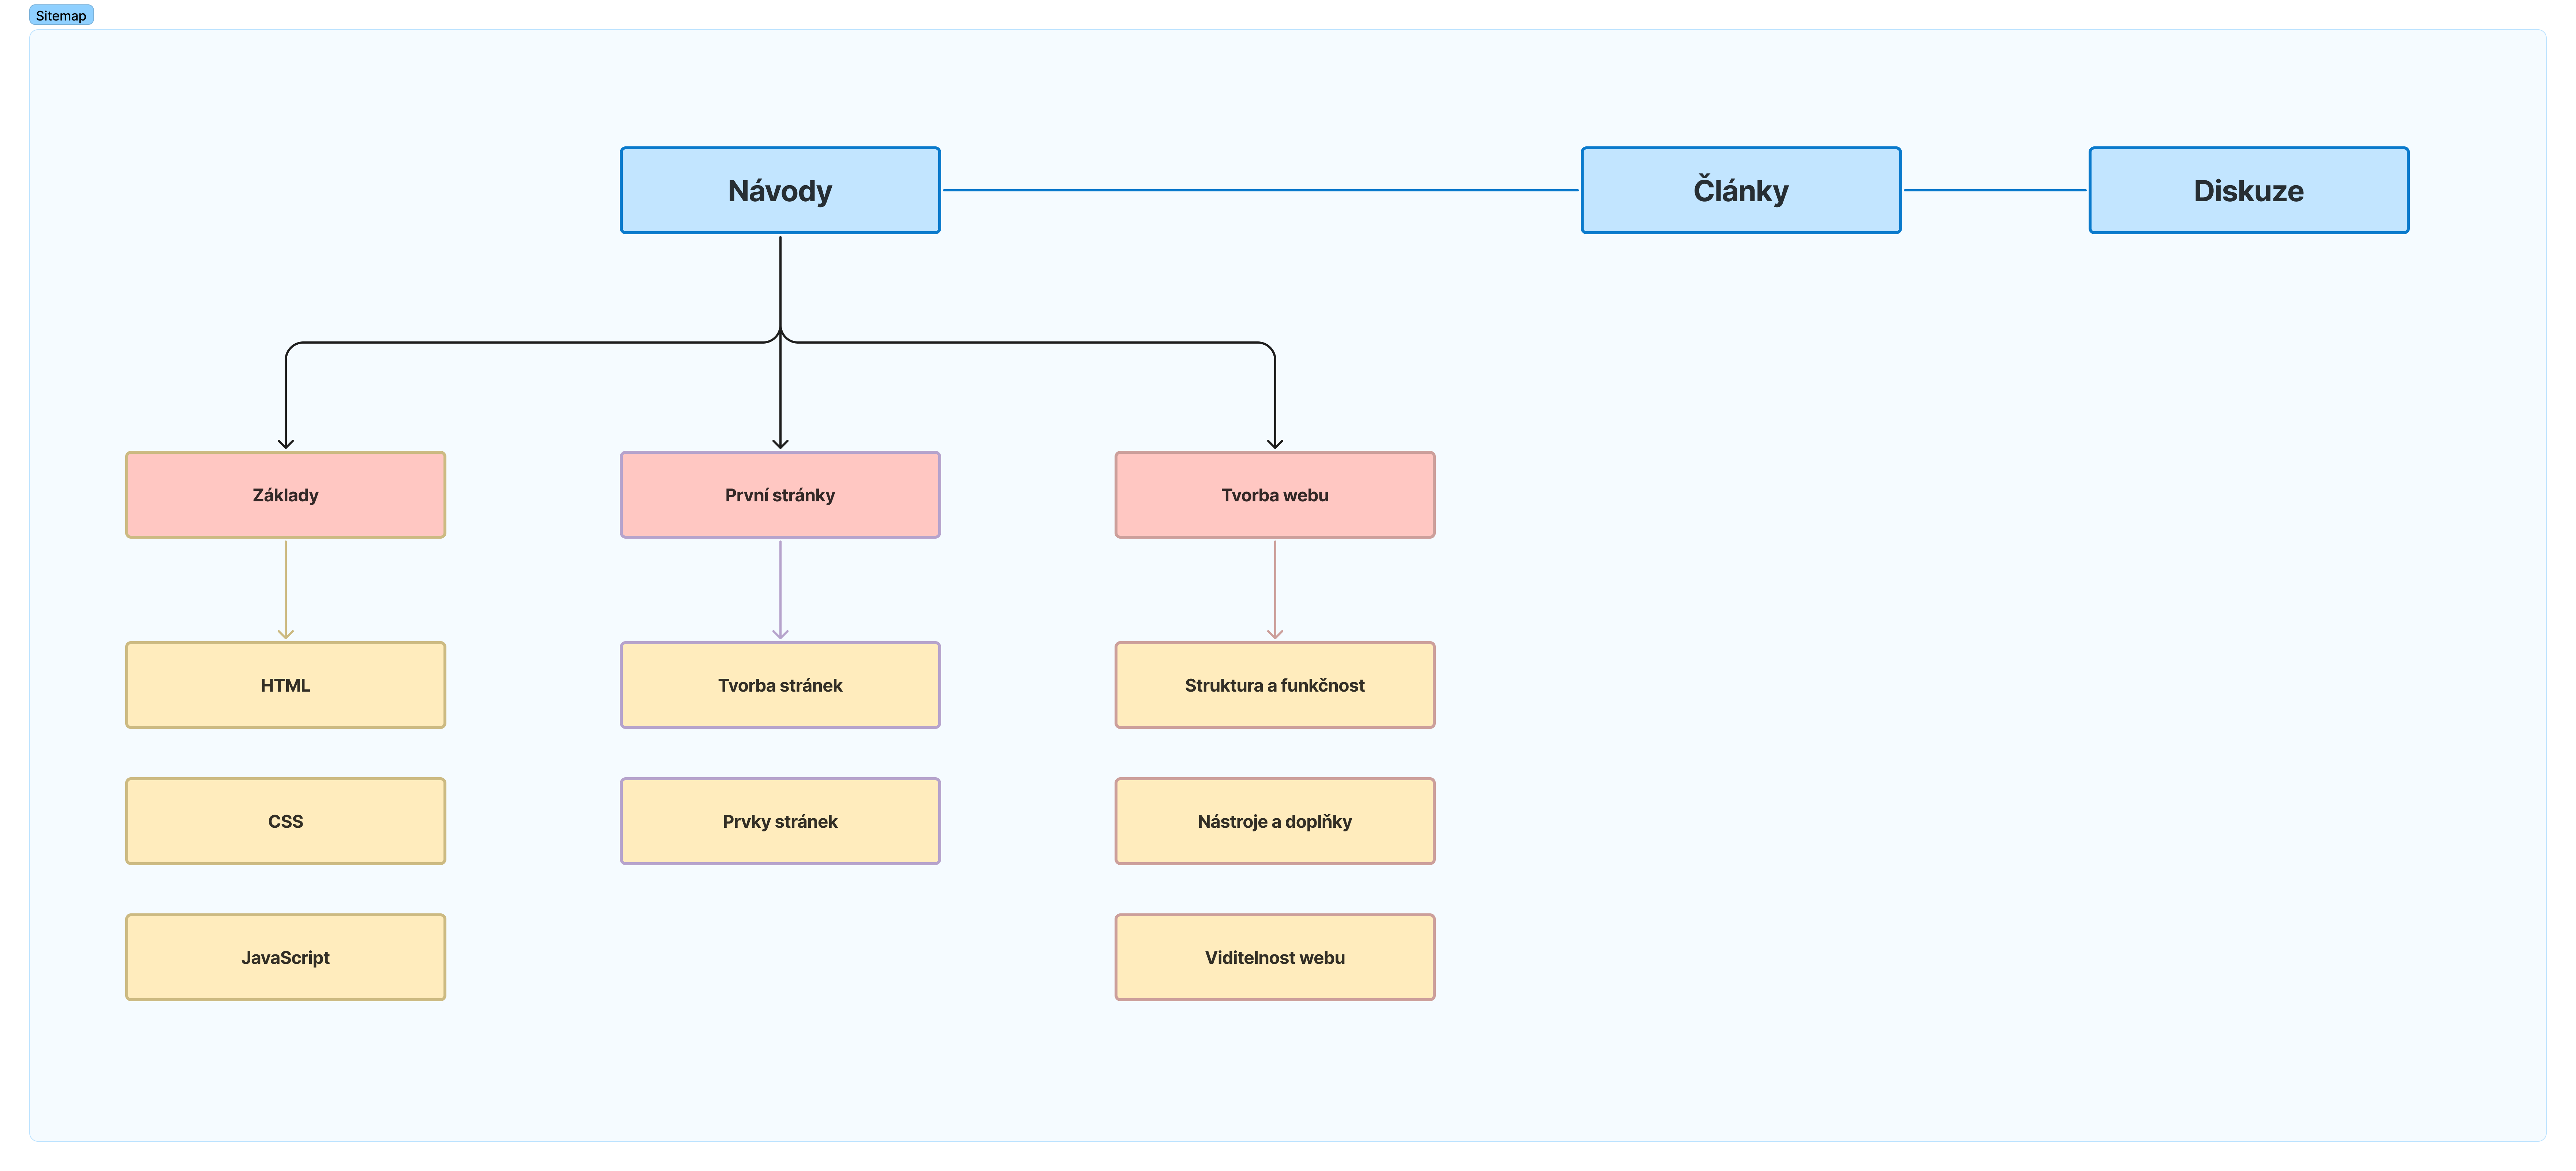 Sitemap
Návody
Články
Diskuze
Základy
První stránky
Tvorba webu
HTML
Tvorba stránek
Struktura a funkčnost
CSS
Prvky stránek
Nástroje a doplňky
JavaScript
Viditelnost webu